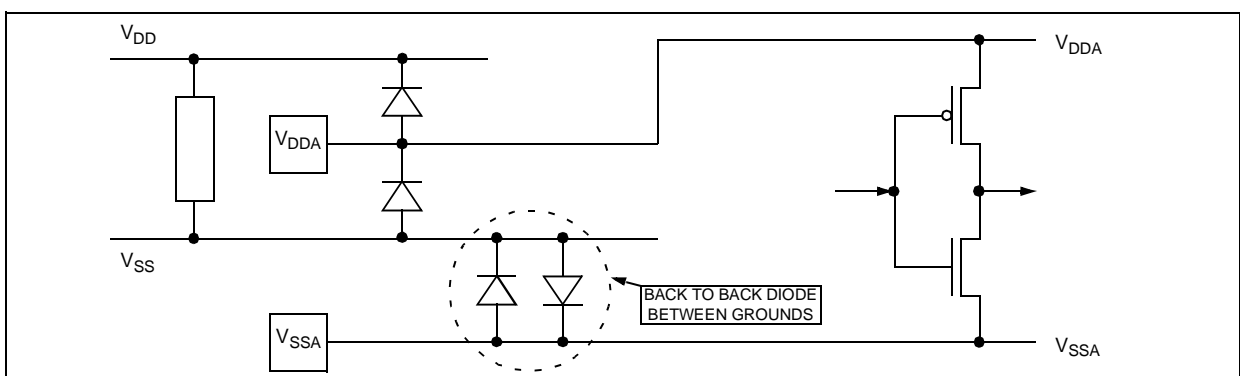 VDD
VDDA
VDDA
VSS
BACK TO BACK DIODE
BETWEEN GROUNDS
VSSA
VSSA